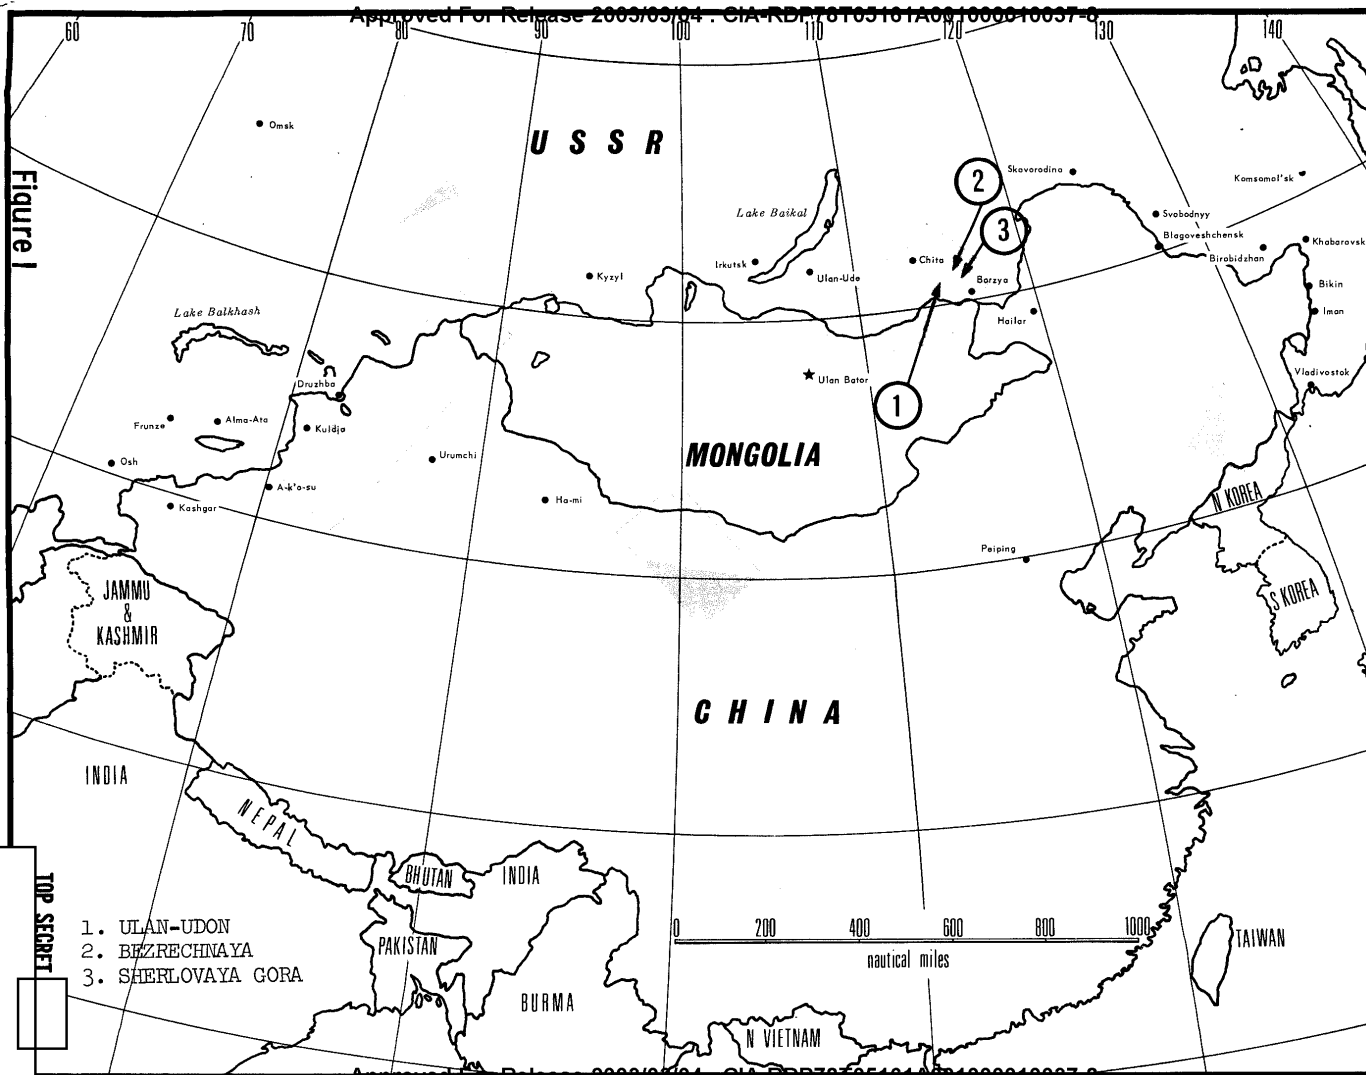 Approved For Release 2003/03/04 : CIA-RDP78T05161A001000010037-8
60
70
80
90
100
110
120
130
140
Figure 1
Omsk
U S S R
2
Skovorodino
Komsomol'sk
3
Lake Baikal
Svobodnyy
Blagoveshchensk
Khabarovsk
Birobidzhan
Irkutsk
Ulan-Ude
Chita
Kyzyl
Borzya
Bikin
Iman
Hailar
Lake Balkhash
Druzhba
Ulan Bator
1
Vladivostok
Frunze
Alma-Ata
Kuldja
MONGOLIA
Urumchi
Osh
A-k'o-su
Ha-mi
Kashgar
N KOREA
Peiping
JAMMU
&
KASHMIR
S KOREA
C H I N A
INDIA
NEPAL
BHUTAN
INDIA
TOP SECRET
1. ULAN-UDON
2. BEZRECHNAYA
3. SHERLOVAYA GORA
PAKISTAN
0 200 400 600 800 1000
nautical miles
TAIWAN
BURMA
N VIETNAM